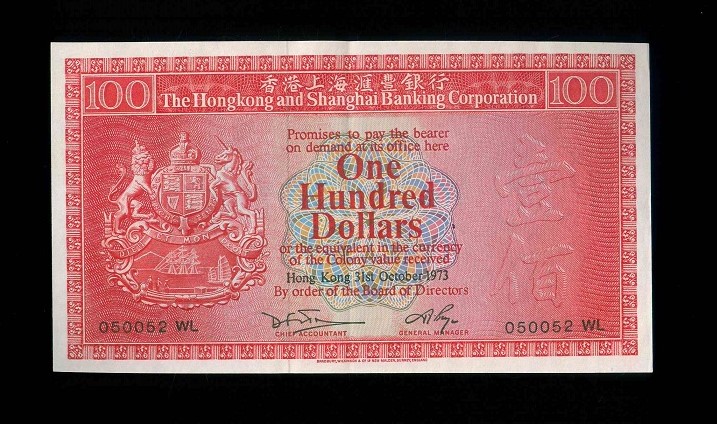 香港上海滙豐銀行
100 The Hongkong and Shanghai Banking Corporation 100
Promises to pay the bearer
on demand at its office here
One
Hundred
Dollars
or the equivalent in the currency
of the Colony value received
Hong Kong 31st October 1973
By order of the Board of Directors
壹
佰
CHIEF ACCOUNTANT
GENERAL MANAGER
050052 WL
050052 WL